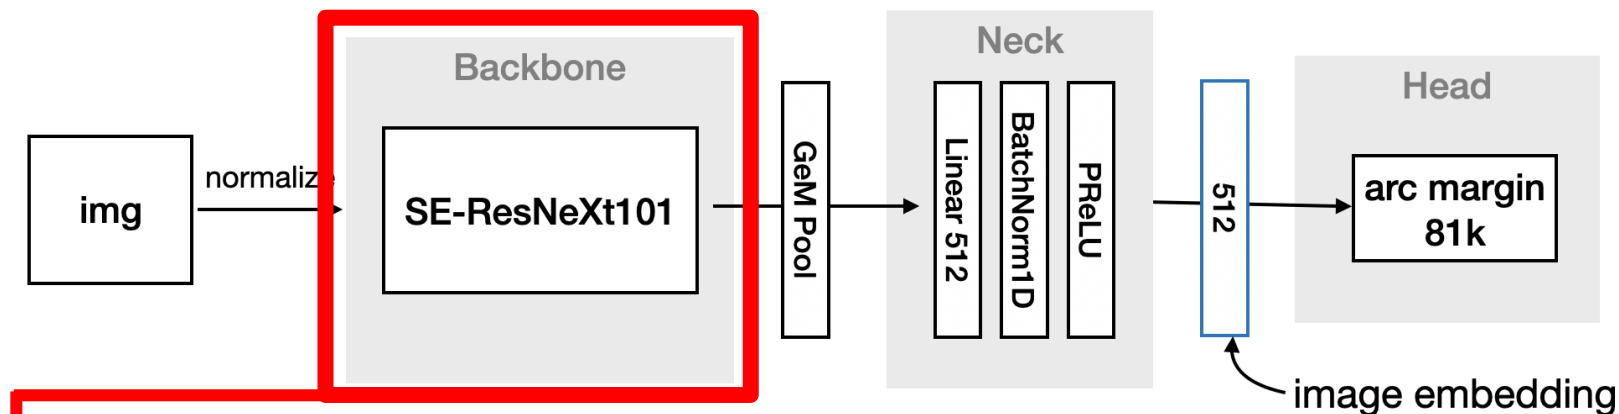 Backbone
Neck
Head
img
normalize
SE-ResNeXt101
GeM Pool
Linear 512
BatchNorm1D
PReLU
512
arc margin
81k
image embedding